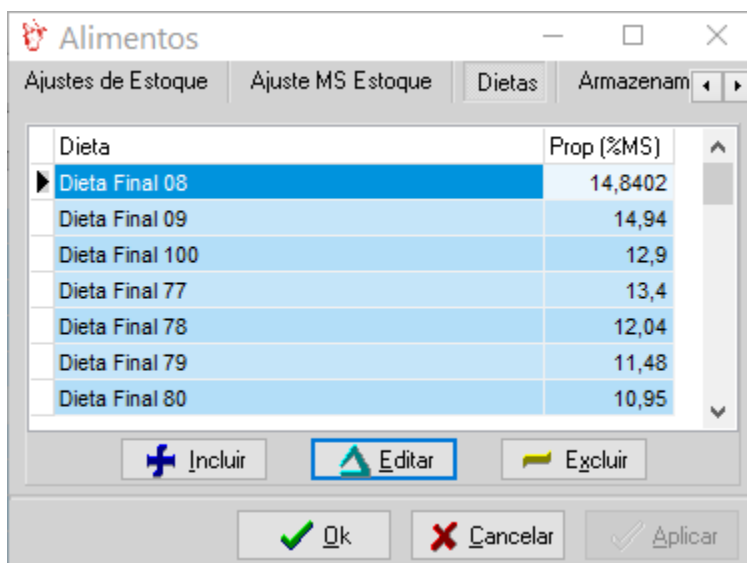 Alimentos
Ajustes de Estoque Ajuste MS Estoque Dietas Armazenam
Dieta Prop (%MS)
Dieta Final 08 14,8402
Dieta Final 09 14,94
Dieta Final 100 12,9
Dieta Final 77 13,4
Dieta Final 78 12,04
Dieta Final 79 11,48
Dieta Final 80 10,95
Incluir Editar Excluir
Ok Cancelar Aplicar